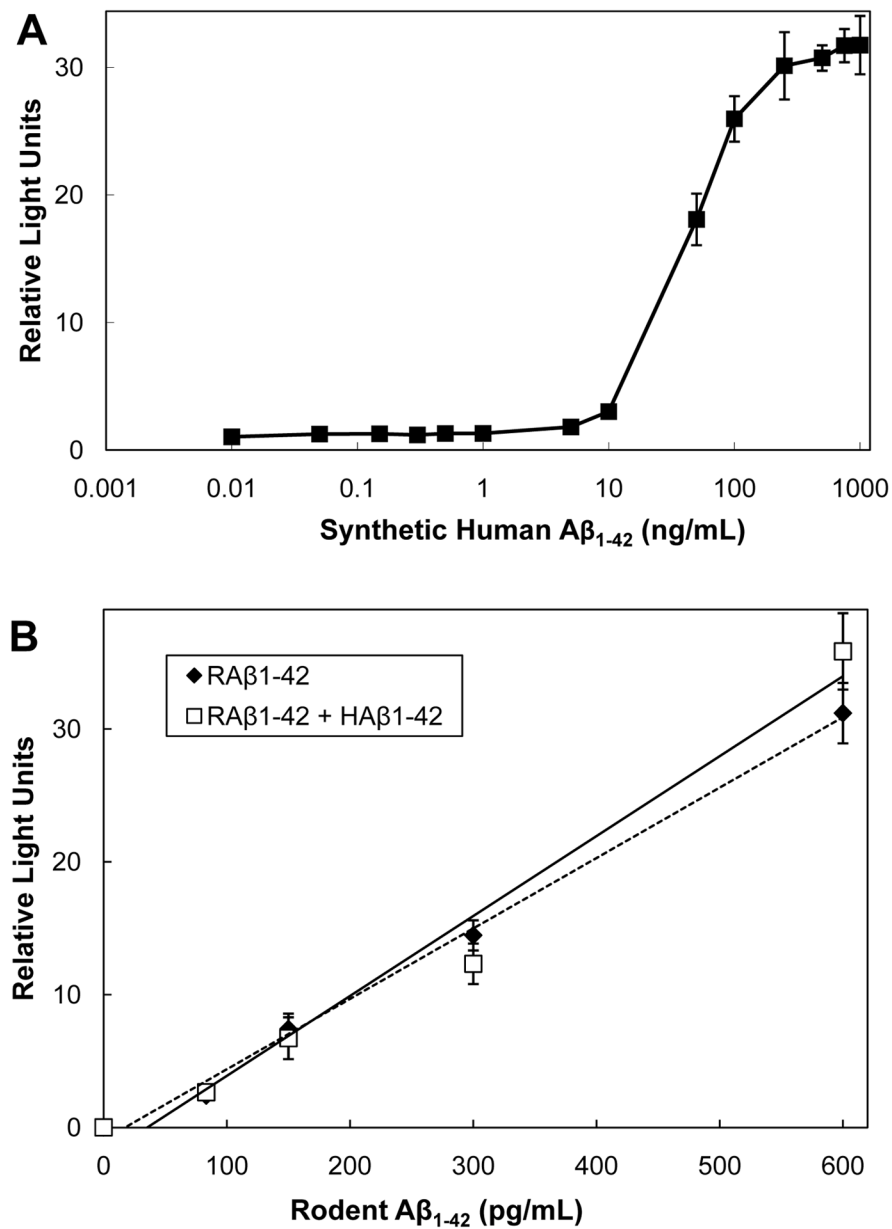 A
Relative Light Units
30
20
10
0
0.001 0.01 0.1 1 10 100 1000
Synthetic Human Aβ1-42 (ng/mL)
B
RAβ1-42
RAβ1-42 + HAβ1-42
Relative Light Units
30
20
10
0
0 100 200 300 400 500 600
Rodent Aβ1-42 (pg/mL)